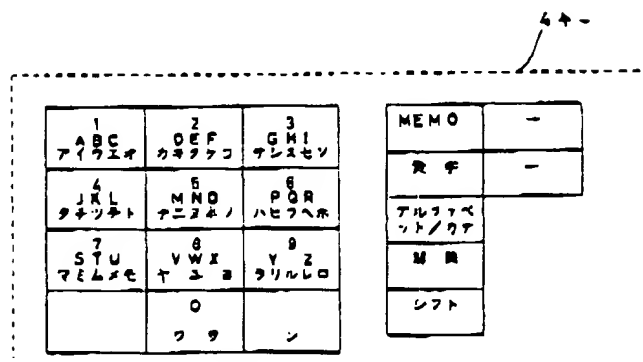 4 キー
1
ABC
アイウエオ
2
DEF
カキクケコ
3
GHI
サシスセソ
4
JKL
タチツテト
5
MNO
ナニヌネノ
6
PQR
ハヒフヘホ
7
STU
マミムメモ
8
VWX
ヤユヨ
9
Y Z
ラリルレロ
0
ワヲ
ン
MEMO
→
ー
アルファベ
ット/カナ
シフト